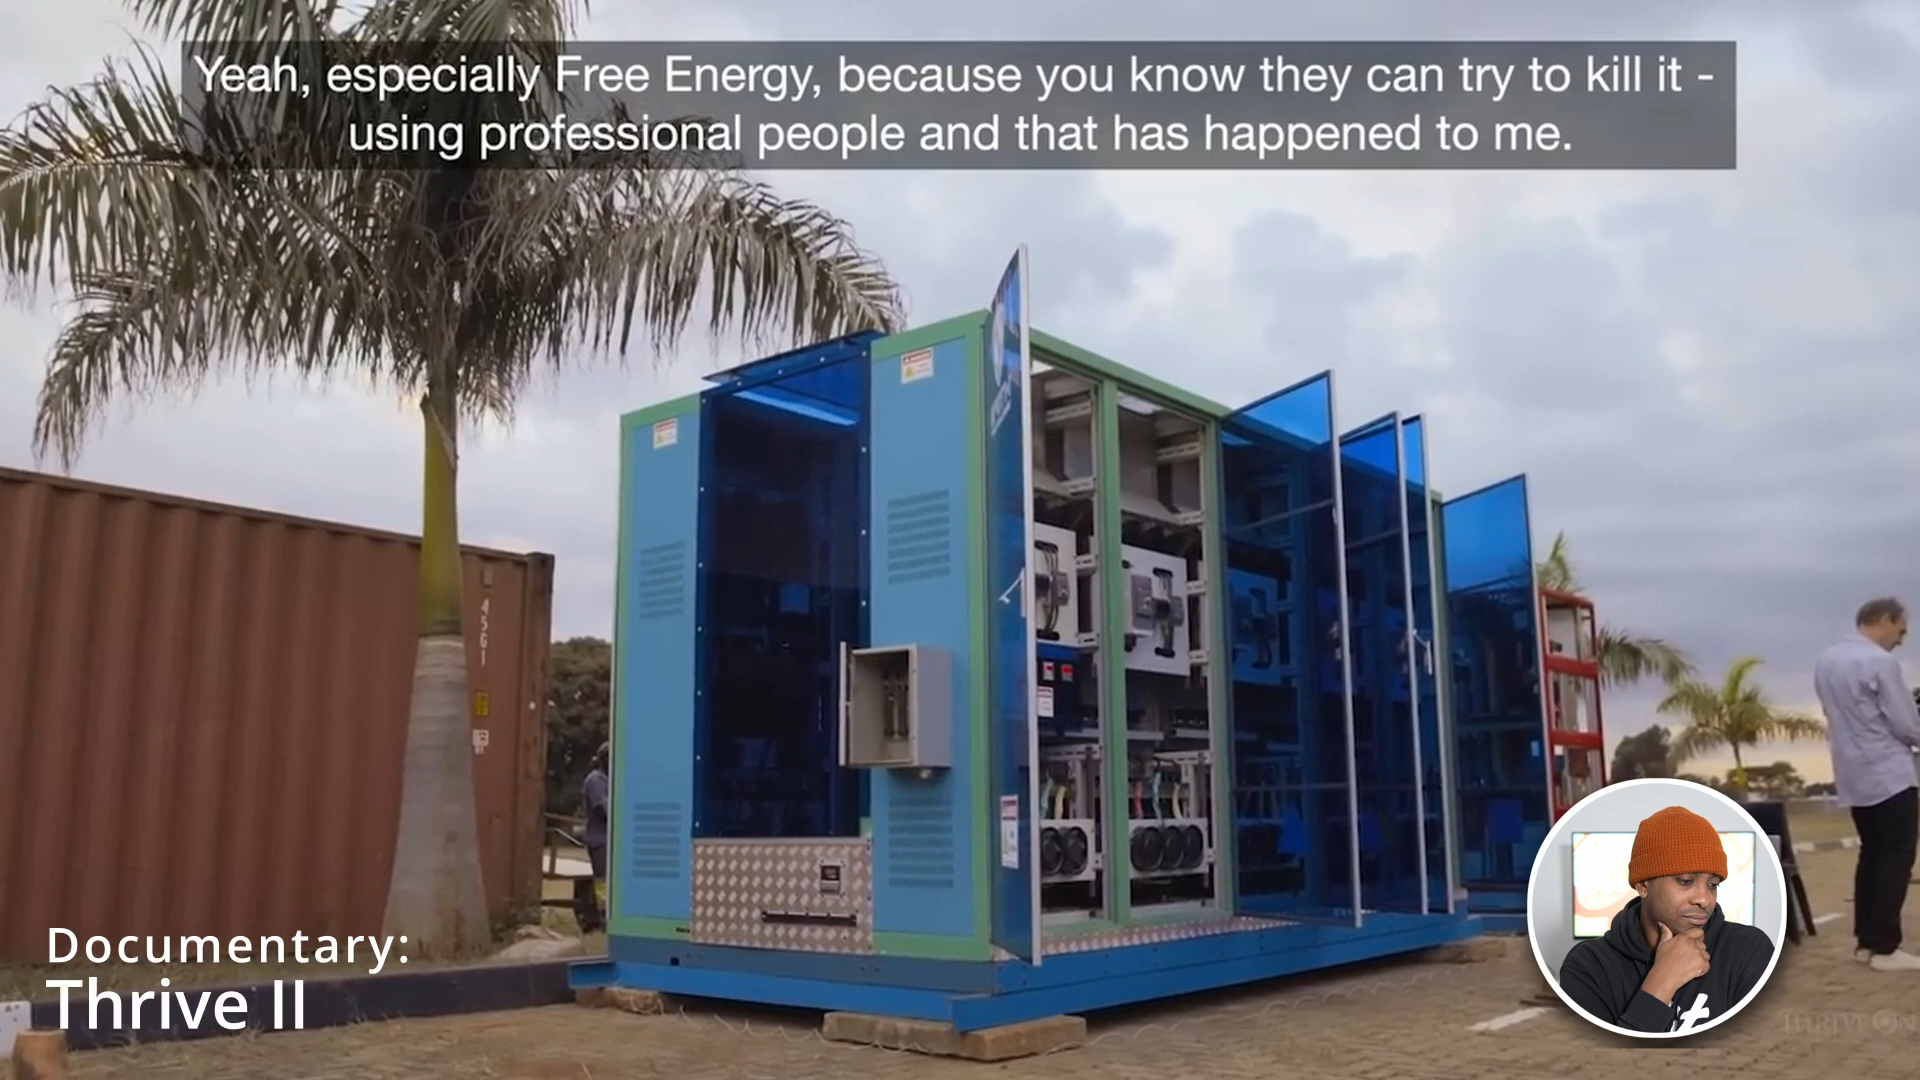 Yeah, especially Free Energy, because you know they can try to kill it -
using professional people and that has happened to me.
45G1
Documentary:
Thrive II